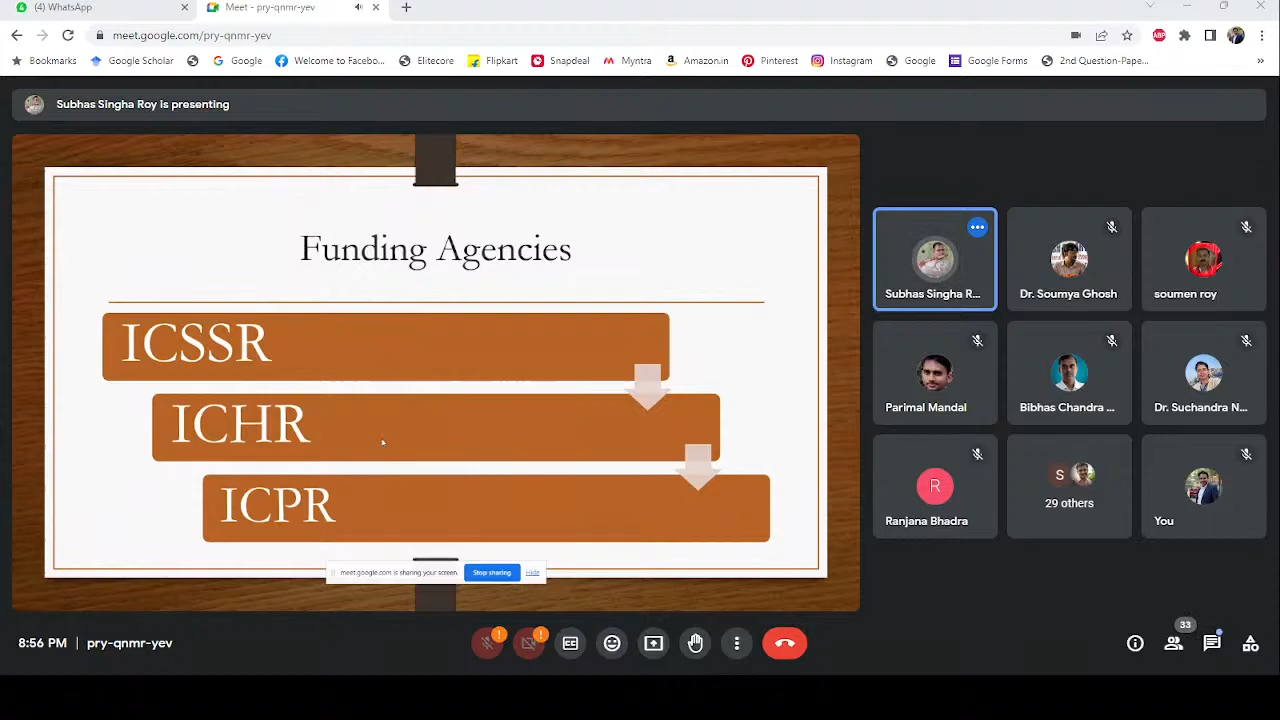 (4) WhatsApp
Meet - pry-qnmr-yev
meet.google.com/pry-qnmr-yev
ABP
Bookmarks
Google Scholar
Google
Welcome to Facebo...
Elitecore
Flipkart
Snapdeal
Myntra
Amazon.in
Pinterest
Instagram
Google
Google Forms
2nd Question-Pape...
»
Subhas Singha Roy is presenting
Funding Agencies
ICSSR
ICHR
ICPR
meet.google.com is sharing your screen.
Stop sharing
Hide
Subhas Singha R...
Dr. Soumya Ghosh
soumen roy
Parimal Mandal
Bibhas Chandra ...
Dr. Suchandra N...
R
Ranjana Bhadra
S
29 others
You
8:56 PM | pry-qnmr-yev
33